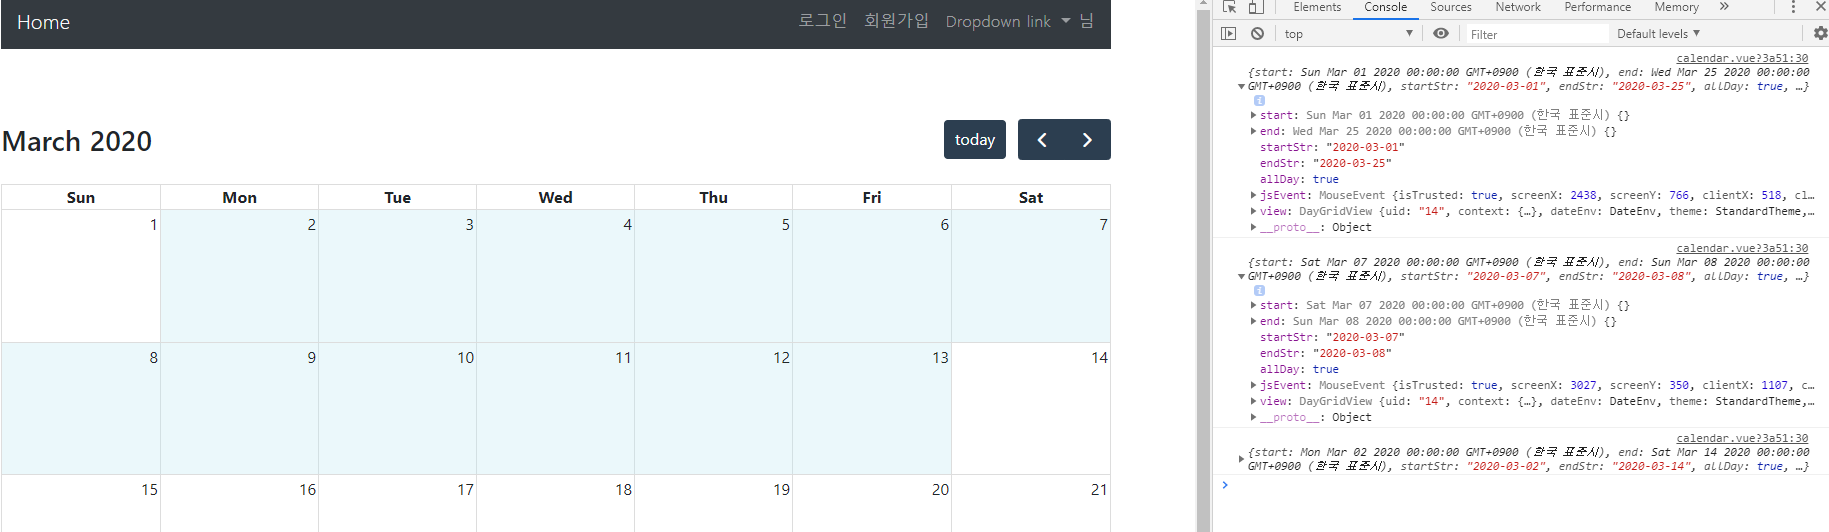 Home
로그인 회원가입 Dropdown link 님
March 2020
today
Sun Mon Tue Wed Thu Fri Sat
1 2 3 4 5 6 7
8 9 10 11 12 13 14
15 16 17 18 19 20 21
Elements Console Sources Network Performance Memory
top Filter Default levels
calendar.vue?3a51:30
{start: Sun Mar 01 2020 00:00:00 GMT+0900 (한국 표준시), end: Wed Mar 25 2020 00:00:00
GMT+0900 (한국 표준시), startStr: "2020-03-01", endStr: "2020-03-25", allDay: true, …}
i
start: Sun Mar 01 2020 00:00:00 GMT+0900 (한국 표준시) {}
end: Wed Mar 25 2020 00:00:00 GMT+0900 (한국 표준시) {}
startStr: "2020-03-01"
endStr: "2020-03-25"
allDay: true
jsEvent: MouseEvent {isTrusted: true, screenX: 2438, screenY: 766, clientX: 518, cl…
view: DayGridView {uid: "14", context: {…}, dateEnv: DateEnv, theme: StandardTheme,…
__proto__: Object
calendar.vue?3a51:30
{start: Sat Mar 07 2020 00:00:00 GMT+0900 (한국 표준시), end: Sun Mar 08 2020 00:00:00
GMT+0900 (한국 표준시), startStr: "2020-03-07", endStr: "2020-03-08", allDay: true, …}
i
start: Sat Mar 07 2020 00:00:00 GMT+0900 (한국 표준시) {}
end: Sun Mar 08 2020 00:00:00 GMT+0900 (한국 표준시) {}
startStr: "2020-03-07"
endStr: "2020-03-08"
allDay: true
jsEvent: MouseEvent {isTrusted: true, screenX: 3027, screenY: 350, clientX: 1107, c…
view: DayGridView {uid: "14", context: {…}, dateEnv: DateEnv, theme: StandardTheme,…
__proto__: Object
calendar.vue?3a51:30
{start: Mon Mar 02 2020 00:00:00 GMT+0900 (한국 표준시), end: Sat Mar 14 2020 00:00:00
GMT+0900 (한국 표준시), startStr: "2020-03-02", endStr: "2020-03-14", allDay: true, …}